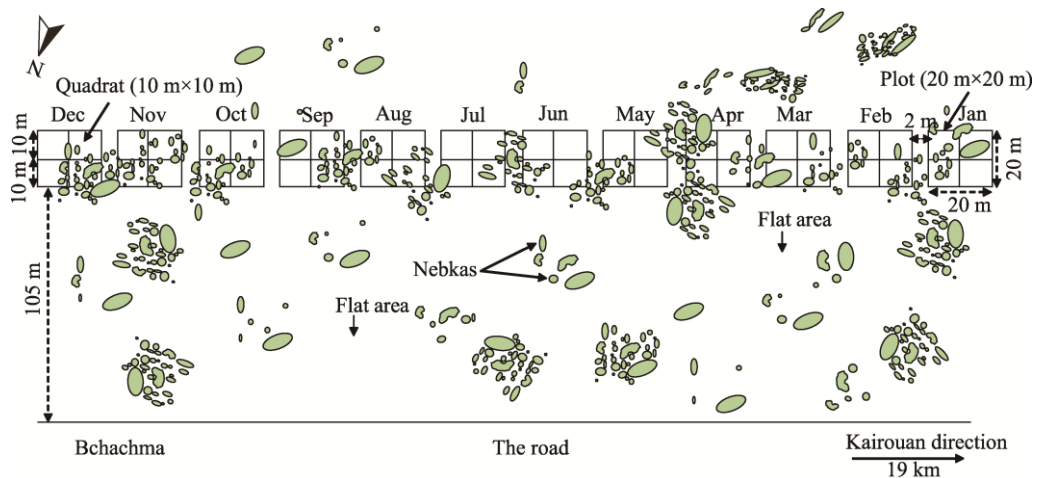 N
Quadrat (10 m×10 m)
Plot (20 m×20 m)
Dec
Nov
Oct
Sep
Aug
Jul
Jun
May
Apr
Mar
Feb
Jan
2 m
10 m
10 m
20 m
20 m
105 m
Flat area
Nebkas
Flat area
Bchachma
The road
Kairouan direction
19 km